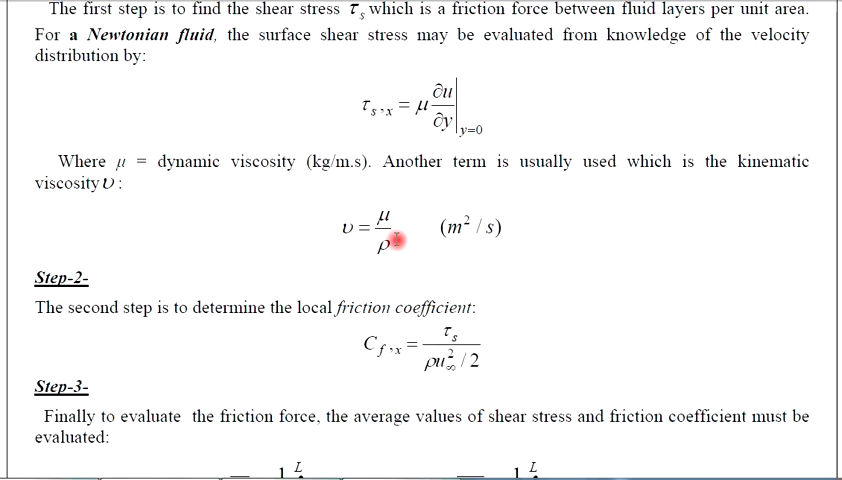 The first step is to find the shear stress τs, which is a friction force between fluid layers per unit area.
For a Newtonian fluid, the surface shear stress may be evaluated from knowledge of the velocity
distribution by:
τs,x = μ ∂u/∂y |y=0
Where μ = dynamic viscosity (kg/m.s). Another term is usually used which is the kinematic
viscosity υ :
υ = μ/ρ (m² / s)
Step-2-
The second step is to determine the local friction coefficient:
Cf,x = τs / (ρu∞² / 2)
Step-3-
Finally to evaluate the friction force, the average values of shear stress and friction coefficient must be
evaluated:
1 L 1 L